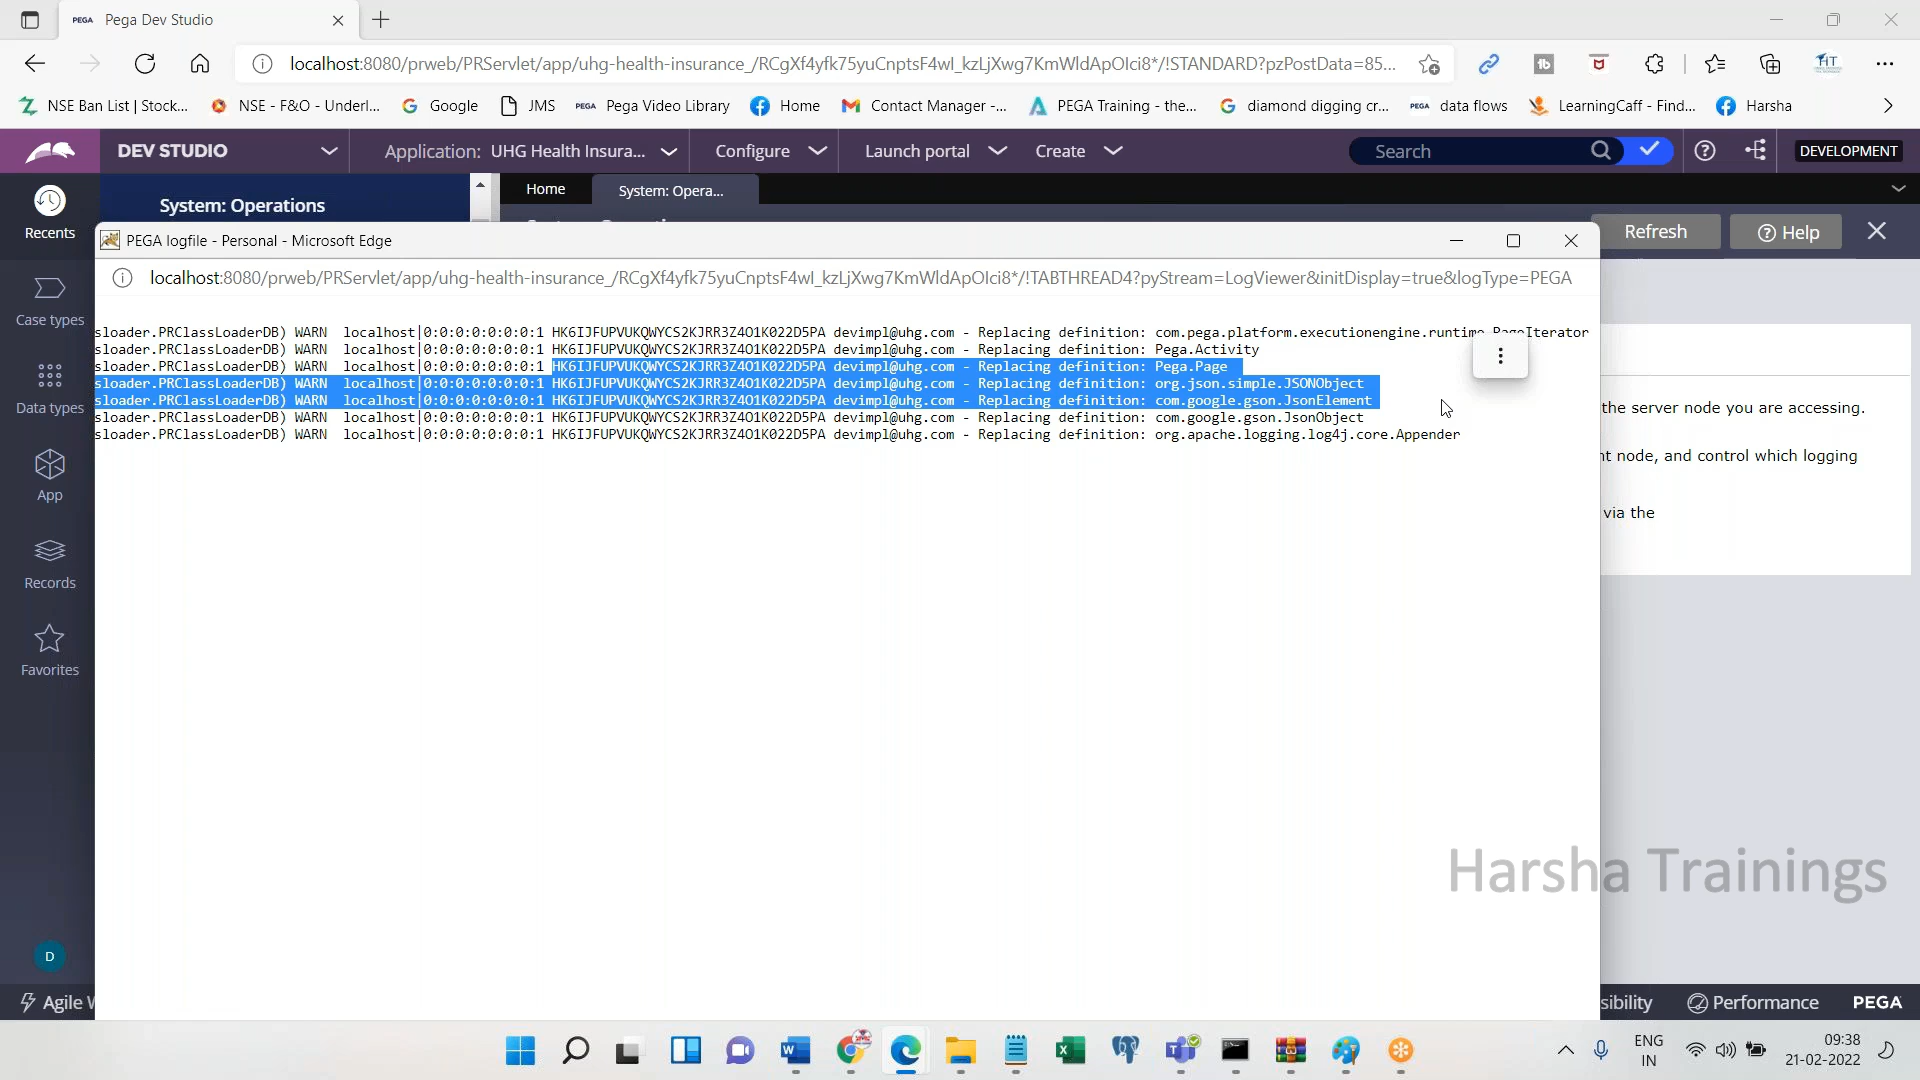 PEGA Pega Dev Studio
localhost:8080/prweb/PRServlet/app/uhg-health-insurance_/RCgXf4yfk75yuCnptsF4wI_kzLjXwg7KmWldApOIci8*/!STANDARD?pzPostData=85...
NSE Ban List | Stock... NSE - F&O - Underl... Google JMS PEGA Pega Video Library Home Contact Manager -... PEGA Training - the... diamond digging cr... PEGA data flows LearningCaff - Find... Harsha
DEV STUDIO Application: UHG Health Insura... Configure Launch portal Create Search DEVELOPMENT
Recents
System: Operations
Home System: Opera...
Refresh Help
PEGA logfile - Personal - Microsoft Edge
localhost:8080/prweb/PRServlet/app/uhg-health-insurance_/RCgXf4yfk75yuCnptsF4wI_kzLjXwg7KmWldApOIci8*/!TABTHREAD4?pyStream=LogViewer&initDisplay=true&logType=PEGA
sloader.PRClassLoaderDB) WARN localhost|0:0:0:0:0:0:0:1 HK6IJFUPVUKQWYCS2KJRR3Z4O1K022D5PA devimpl@uhg.com - Replacing definition: com.pega.platform.executionengine.runtime.PageIterator
sloader.PRClassLoaderDB) WARN localhost|0:0:0:0:0:0:0:1 HK6IJFUPVUKQWYCS2KJRR3Z4O1K022D5PA devimpl@uhg.com - Replacing definition: Pega.Activity
sloader.PRClassLoaderDB) WARN localhost|0:0:0:0:0:0:0:1 HK6IJFUPVUKQWYCS2KJRR3Z4O1K022D5PA devimpl@uhg.com - Replacing definition: Pega.Page
sloader.PRClassLoaderDB) WARN localhost|0:0:0:0:0:0:0:1 HK6IJFUPVUKQWYCS2KJRR3Z4O1K022D5PA devimpl@uhg.com - Replacing definition: org.json.simple.JSONObject
sloader.PRClassLoaderDB) WARN localhost|0:0:0:0:0:0:0:1 HK6IJFUPVUKQWYCS2KJRR3Z4O1K022D5PA devimpl@uhg.com - Replacing definition: com.google.gson.JsonElement
sloader.PRClassLoaderDB) WARN localhost|0:0:0:0:0:0:0:1 HK6IJFUPVUKQWYCS2KJRR3Z4O1K022D5PA devimpl@uhg.com - Replacing definition: com.google.gson.JsonObject
sloader.PRClassLoaderDB) WARN localhost|0:0:0:0:0:0:0:1 HK6IJFUPVUKQWYCS2KJRR3Z4O1K022D5PA devimpl@uhg.com - Replacing definition: org.apache.logging.log4j.core.Appender
Case types
Data types
App
Records
Favorites
D
the server node you are accessing.
nt node, and control which logging
via the
Harsha Trainings
Agile W
sibility Performance PEGA
ENG
IN
09:38
21-02-2022